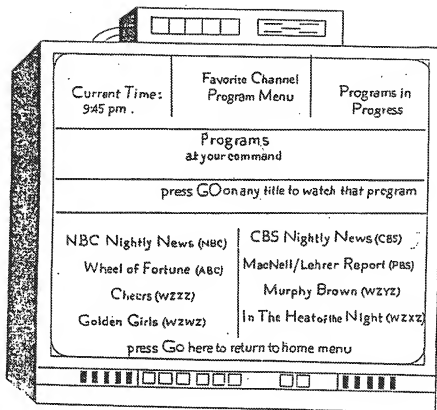 Current Time:
9:45 pm.
Favorite Channel
Program Menu
Programs in
Progress
Programs
at your command
press GO on any title to watch that program
NBC Nightly News (NBC)
Wheel of Fortune (ABC)
Cheers (WZZZ)
Golden Girls (WZWZ)
CBS Nightly News (CBS)
MacNeil/Lehrer Report (PBS)
Murphy Brown (WZYZ)
In The Heat of the Night (WZXZ)
press Go here to return to home menu